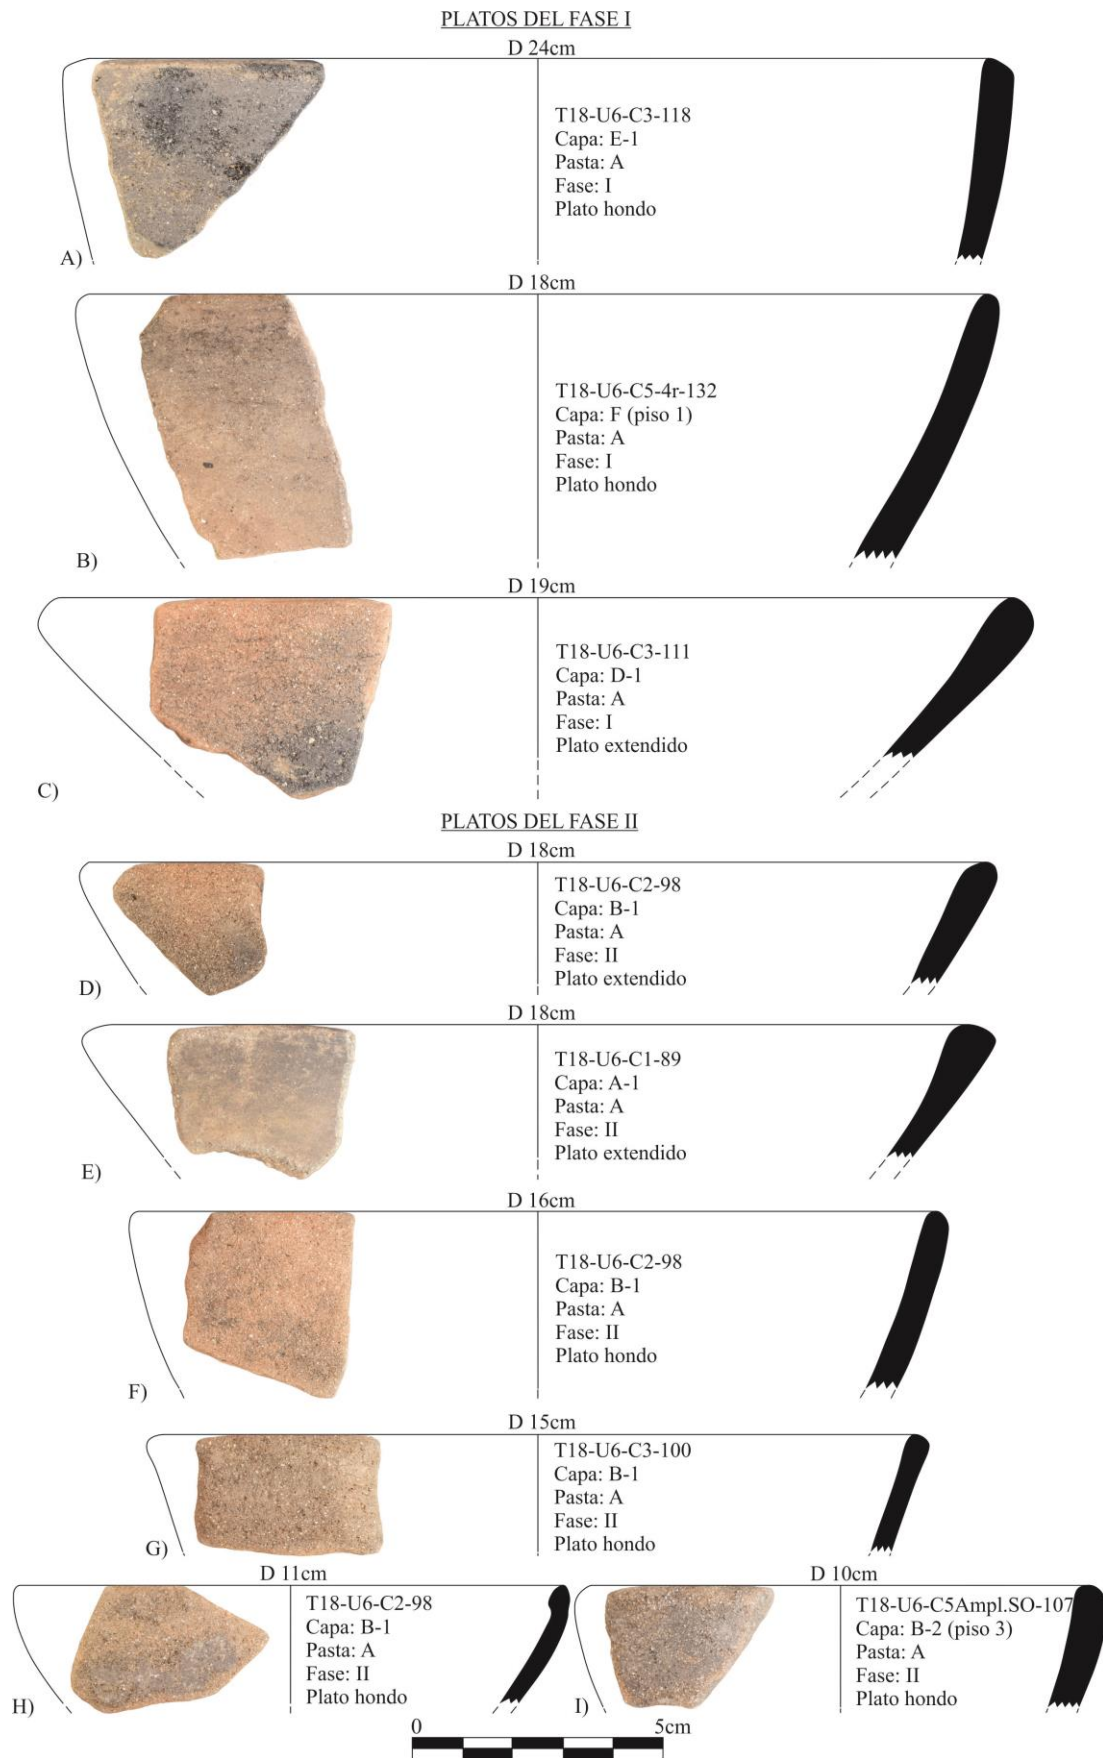 PLATOS DEL FASE I
D 24cm
T18-U6-C3-118
Capa: E-1
Pasta: A
Fase: I
Plato hondo
A)
D 18cm
T18-U6-C5-4r-132
Capa: F (piso 1)
Pasta: A
Fase: I
Plato hondo
B)
D 19cm
T18-U6-C3-111
Capa: D-1
Pasta: A
Fase: I
Plato extendido
C)
PLATOS DEL FASE II
D 18cm
T18-U6-C2-98
Capa: B-1
Pasta: A
Fase: II
Plato extendido
D)
D 18cm
T18-U6-C1-89
Capa: A-1
Pasta: A
Fase: II
Plato extendido
E)
D 16cm
T18-U6-C2-98
Capa: B-1
Pasta: A
Fase: II
Plato hondo
F)
D 15cm
T18-U6-C3-100
Capa: B-1
Pasta: A
Fase: II
Plato hondo
G)
D 11cm
T18-U6-C2-98
Capa: B-1
Pasta: A
Fase: II
Plato hondo
H)
D 10cm
T18-U6-C5Ampl.SO-107
Capa: B-2 (piso 3)
Pasta: A
Fase: II
Plato hondo
I)
0 5cm